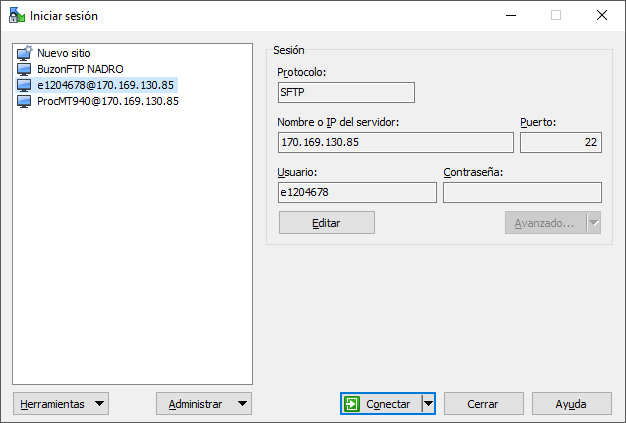 Iniciar sesión
Nuevo sitio
BuzonFTP NADRO
e1204678@170.169.130.85
ProcMT940@170.169.130.85
Sesión
Protocolo:
SFTP
Nombre o IP del servidor:
Puerto:
170.169.130.85
22
Usuario:
Contraseña:
e1204678
Editar
Avanzado...
Herramientas
Administrar
Conectar
Cerrar
Ayuda